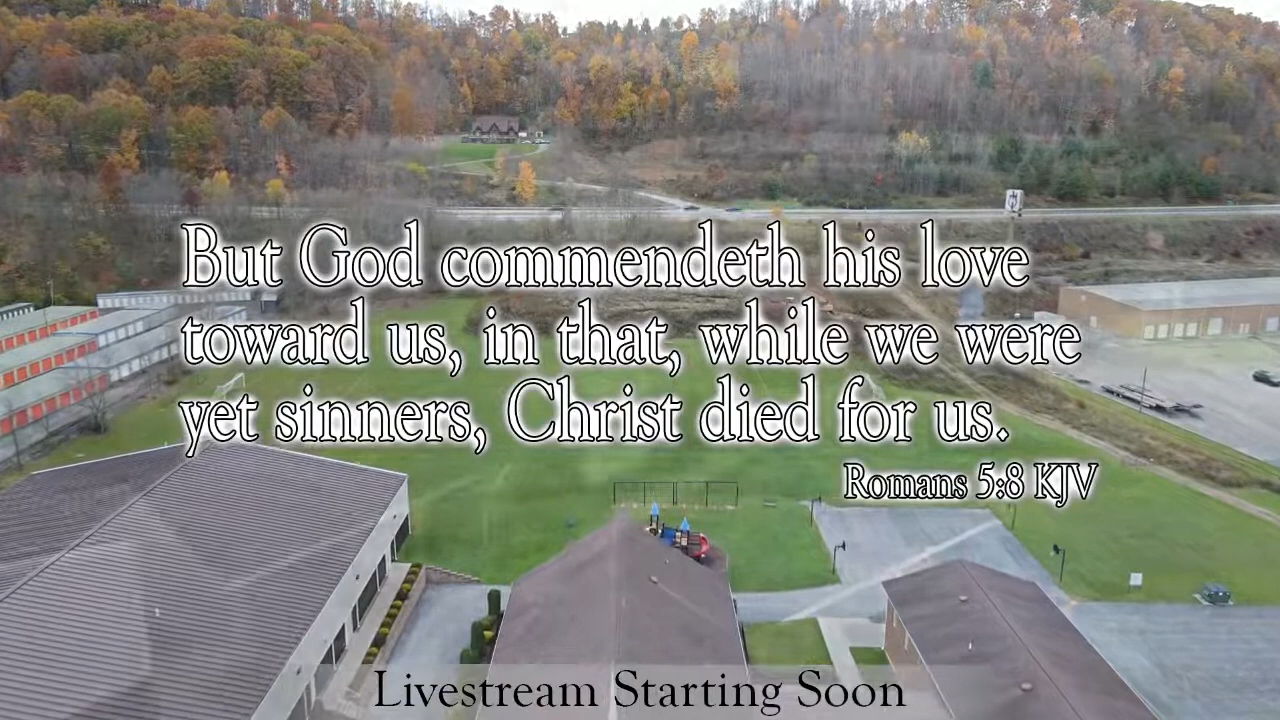 But God commendeth his love
toward us, in that, while we were
yet sinners, Christ died for us.
Romans 5:8 KJV
Livestream Starting Soon